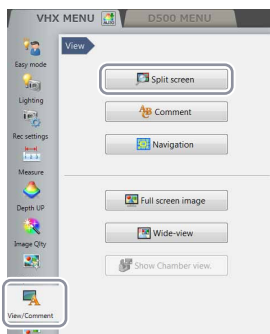 VHX MENU
D500 MENU
View
Easy mode
Lighting
Rec settings
Measure
Depth UP
Image Qlty
View/Comment
Split screen
Comment
Navigation
Full screen image
Wide-view
Show Chamber view.